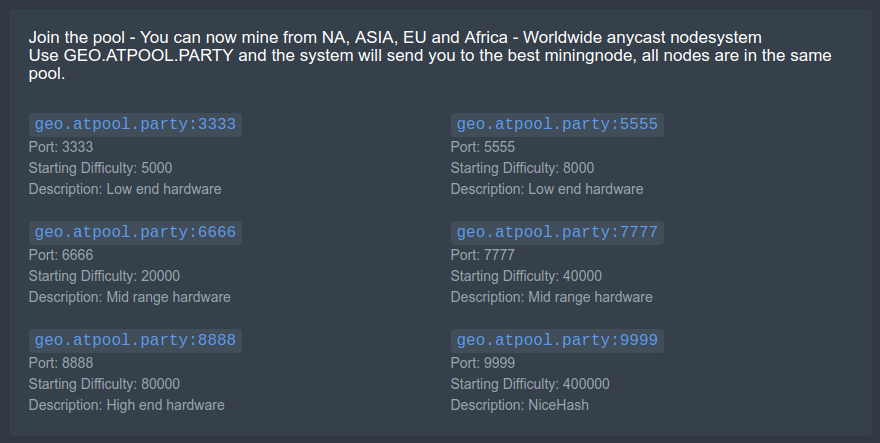 Join the pool - You can now mine from NA, ASIA, EU and Africa - Worldwide anycast nodesystem
Use GEO.ATPOOL.PARTY and the system will send you to the best miningnode, all nodes are in the same
pool.
geo.atpool.party:3333
Port: 3333
Starting Difficulty: 5000
Description: Low end hardware
geo.atpool.party:5555
Port: 5555
Starting Difficulty: 8000
Description: Low end hardware
geo.atpool.party:6666
Port: 6666
Starting Difficulty: 20000
Description: Mid range hardware
geo.atpool.party:7777
Port: 7777
Starting Difficulty: 40000
Description: Mid range hardware
geo.atpool.party:8888
Port: 8888
Starting Difficulty: 80000
Description: High end hardware
geo.atpool.party:9999
Port: 9999
Starting Difficulty: 400000
Description: NiceHash